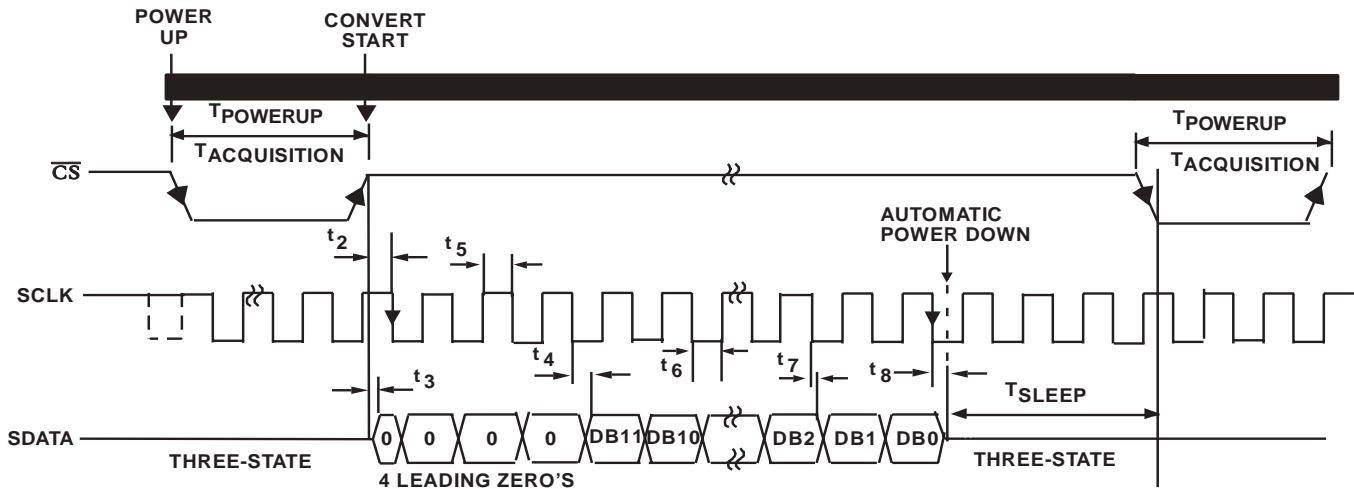 POWER UP
CONVERT START
TPOWERUP
TACQUISITION
TPOWERUP
TACQUISITION
CS
AUTOMATIC POWER DOWN
t2
t5
SCLK
t4
t6
t7
t8
t3
TSLEEP
SDATA
0 0 0 0 DB11 DB10 DB2 DB1 DB0
THREE-STATE
THREE-STATE
4 LEADING ZERO'S